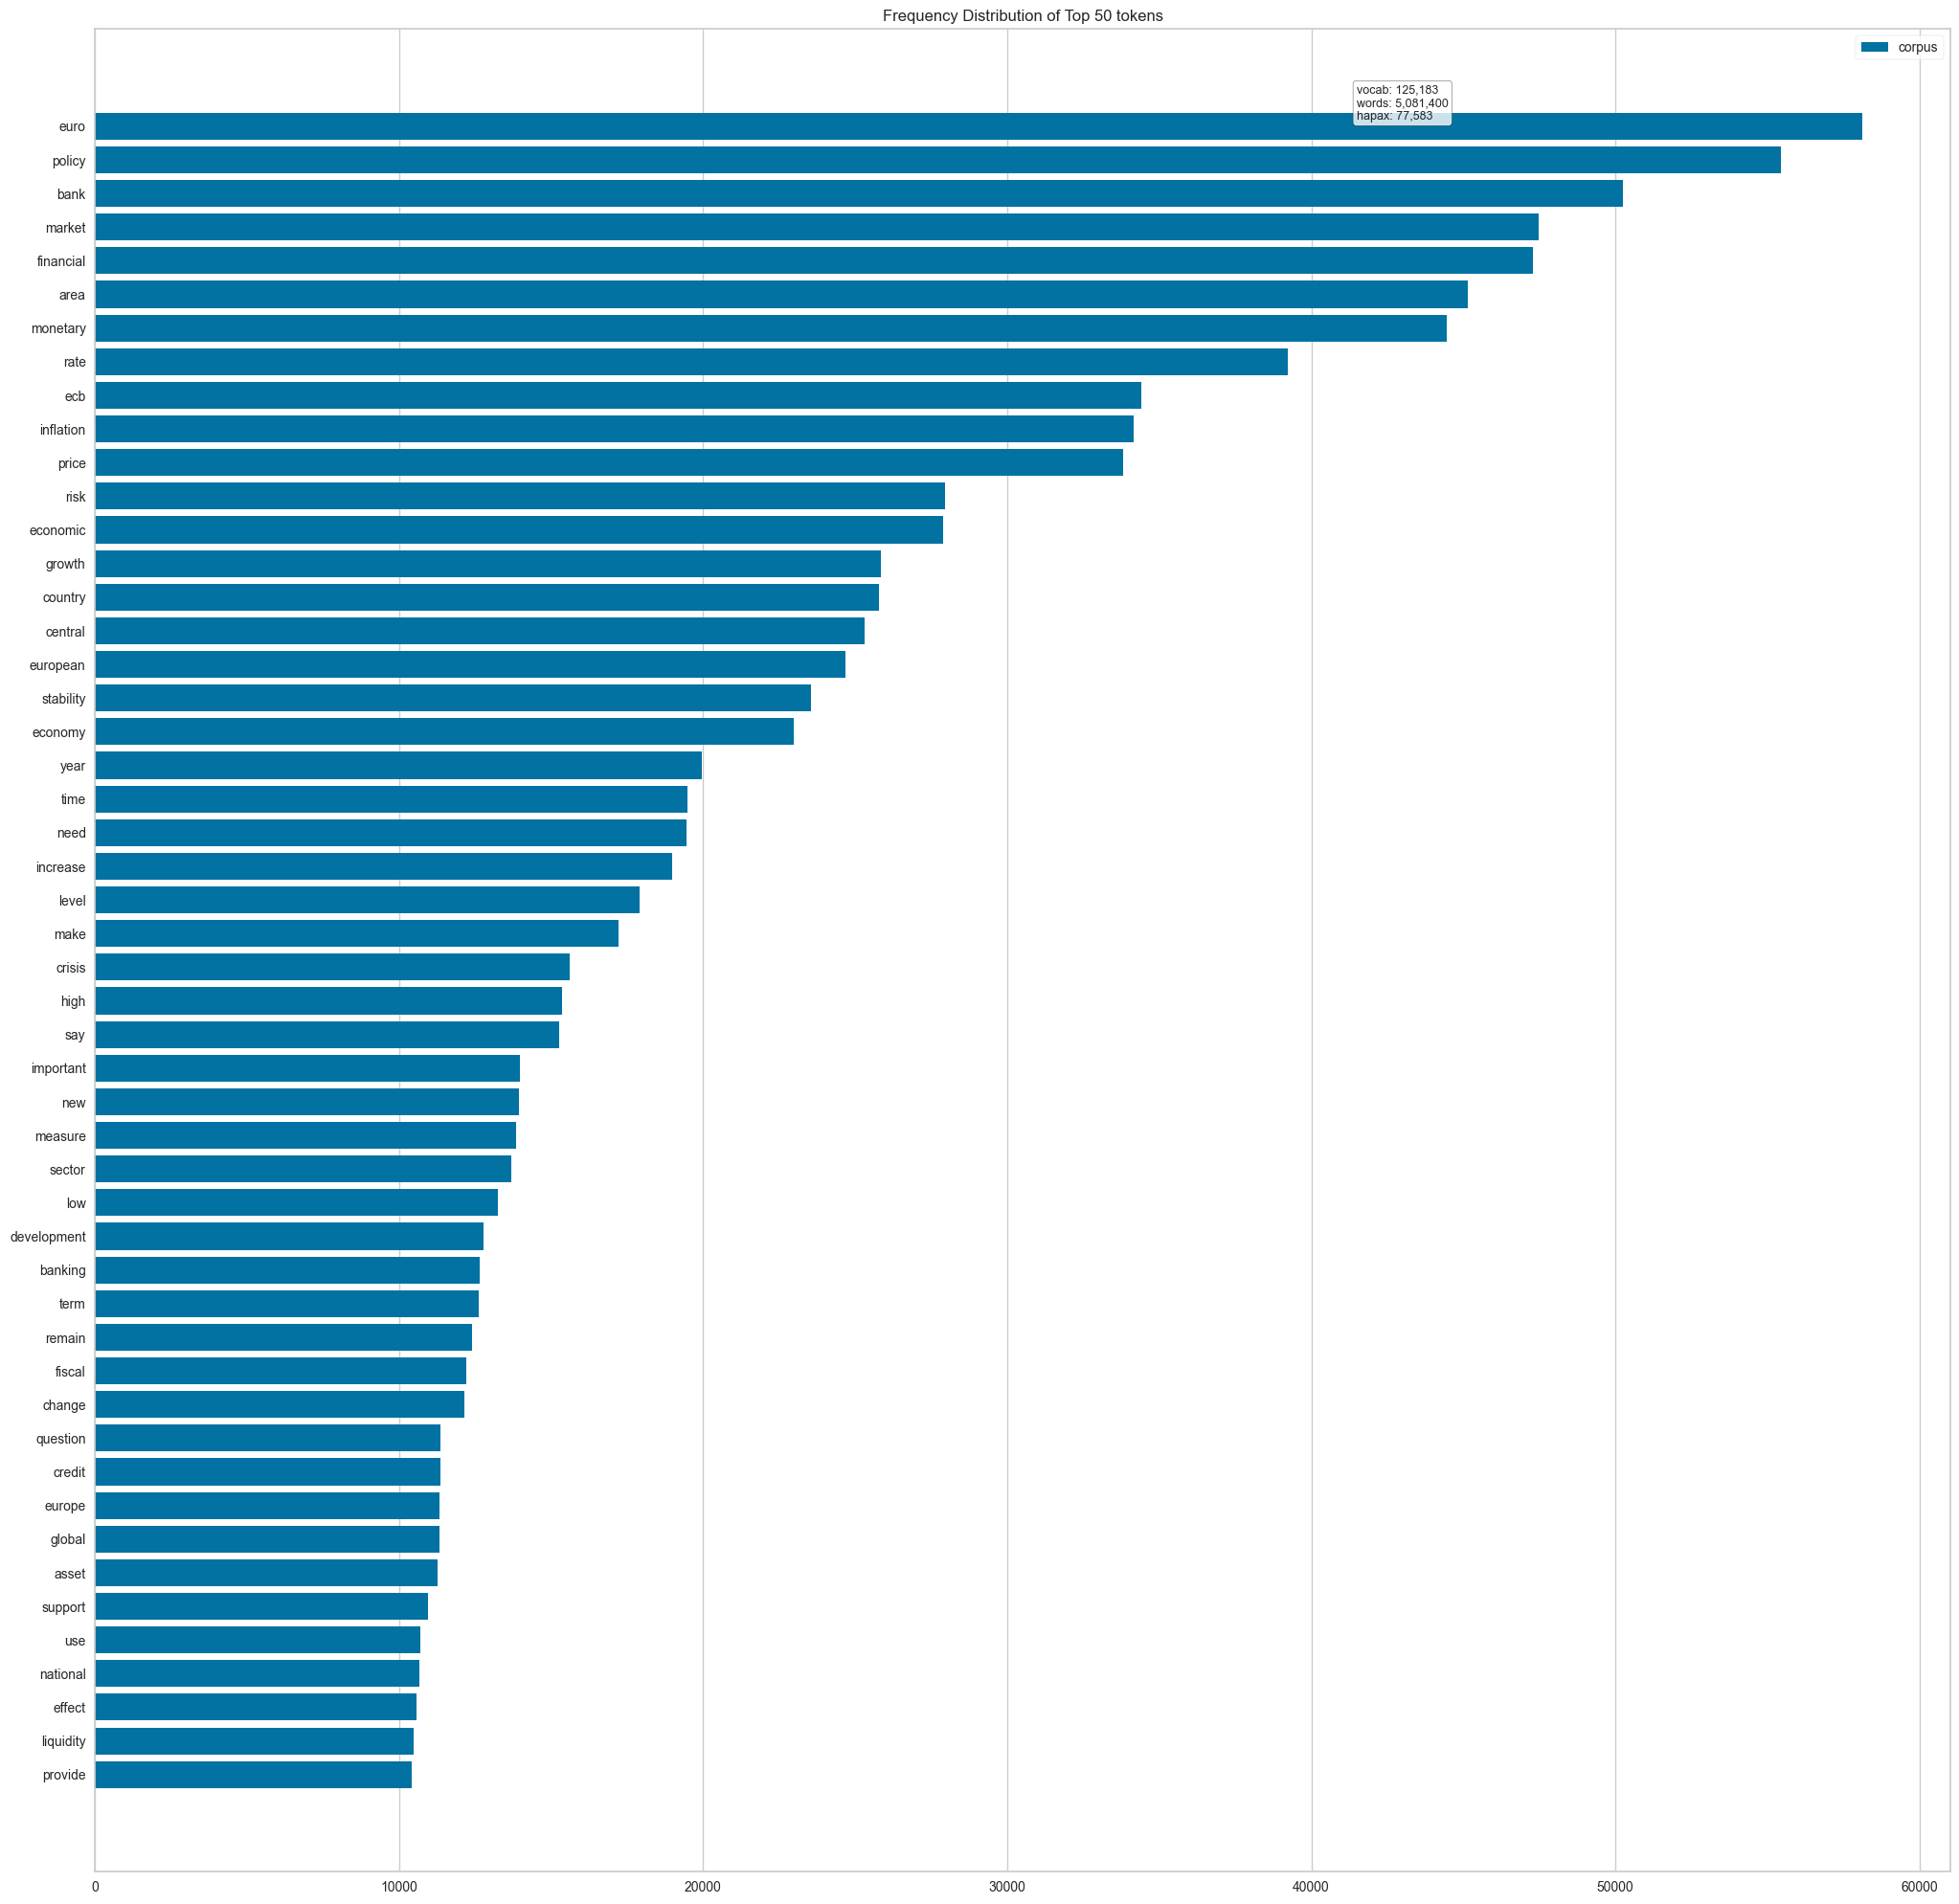 Frequency Distribution of Top 50 tokens
corpus
vocab: 125,183
words: 5,081,400
hapax: 77,583
euro
policy
bank
market
financial
area
monetary
rate
ecb
inflation
price
risk
economic
growth
country
central
european
stability
economy
year
time
need
increase
level
make
crisis
high
say
important
new
measure
sector
low
development
banking
term
remain
fiscal
change
question
credit
europe
global
asset
support
use
national
effect
liquidity
provide
0 10000 20000 30000 40000 50000 60000